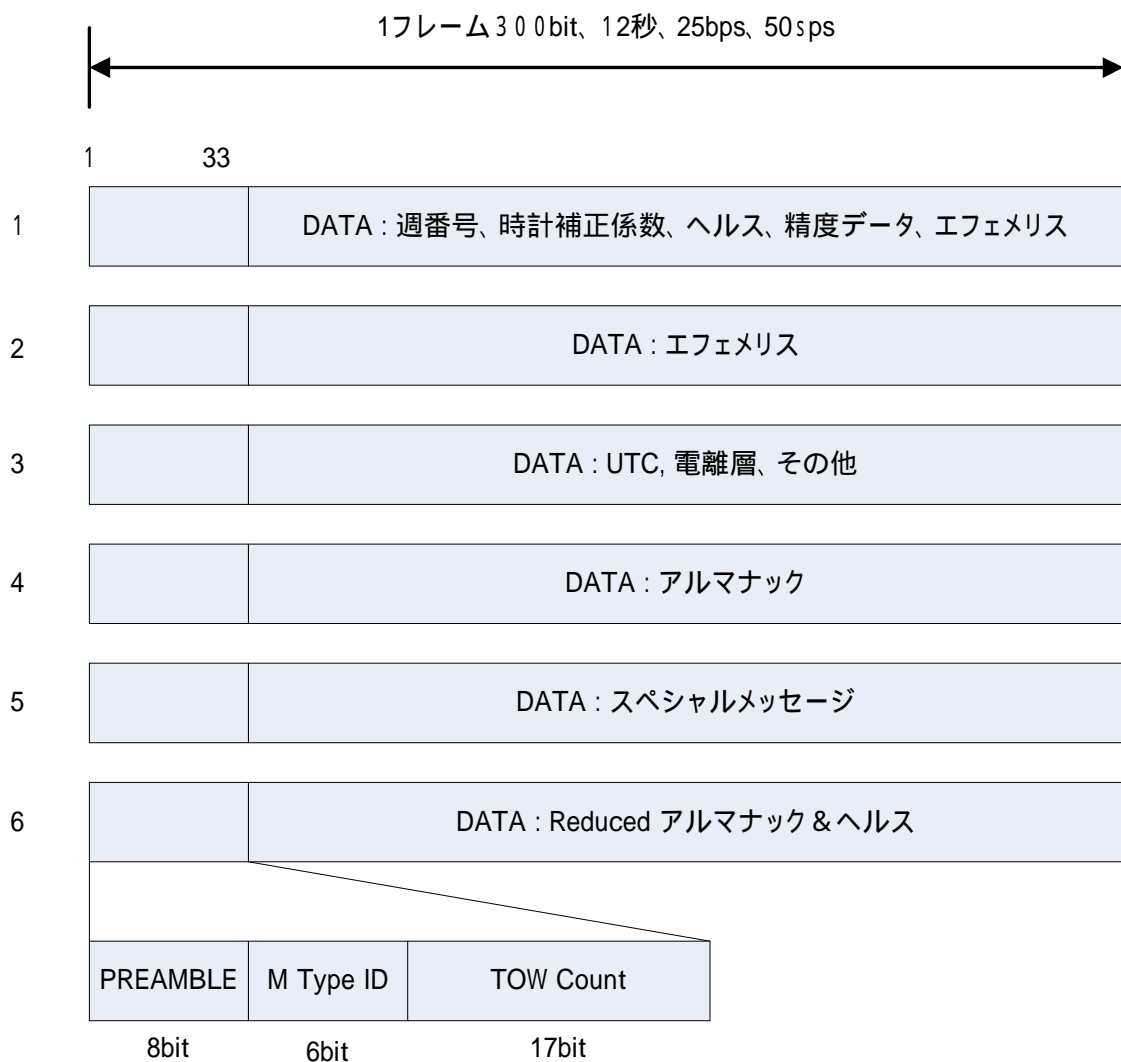 1フレーム３００bit、12秒、25bps、50sps
1 33
1 DATA : 週番号、時計補正係数、ヘルス、精度データ、エフェメリス
2 DATA : エフェメリス
3 DATA : UTC, 電離層、その他
4 DATA : アルマナック
5 DATA : スペシャルメッセージ
6 DATA : Reduced アルマナック＆ヘルス
PREAMBLE M Type ID TOW Count
8bit 6bit 17bit